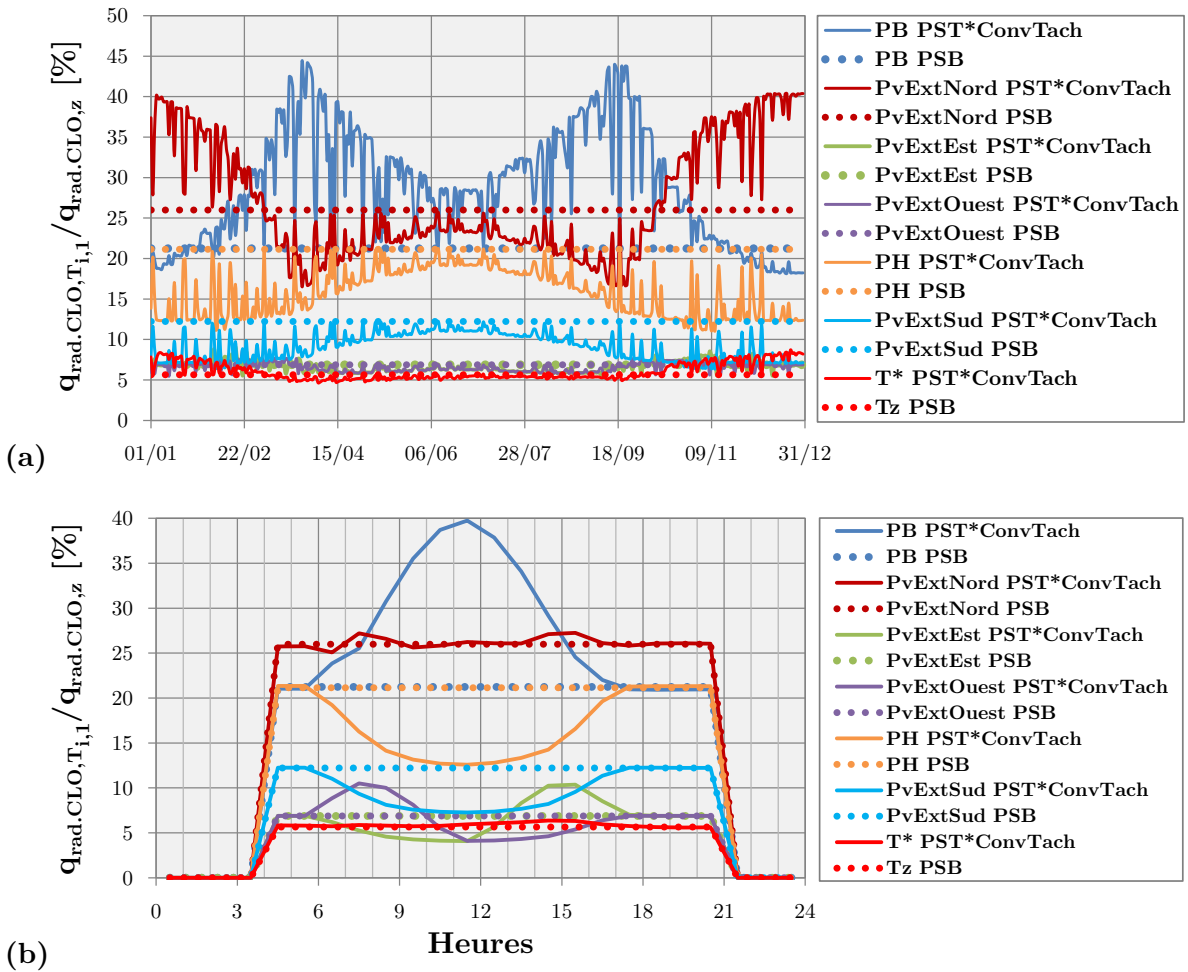 q_rad.CLO,T_i,1/q_rad.CLO,z [%]
50
45
40
35
30
25
20
15
10
5
0
01/01 22/02 15/04 06/06 28/07 18/09 09/11 31/12
PB PST*ConvTach
PB PSB
PvExtNord PST*ConvTach
PvExtNord PSB
PvExtEst PST*ConvTach
PvExtEst PSB
PvExtOuest PST*ConvTach
PvExtOuest PSB
PH PST*ConvTach
PH PSB
PvExtSud PST*ConvTach
PvExtSud PSB
T* PST*ConvTach
Tz PSB
(a)
q_rad.CLO,T_i,1/q_rad.CLO,z [%]
40
35
30
25
20
15
10
5
0
0 3 6 9 12 15 18 21 24
Heures
PB PST*ConvTach
PB PSB
PvExtNord PST*ConvTach
PvExtNord PSB
PvExtEst PST*ConvTach
PvExtEst PSB
PvExtOuest PST*ConvTach
PvExtOuest PSB
PH PST*ConvTach
PH PSB
PvExtSud PST*ConvTach
PvExtSud PSB
T* PST*ConvTach
Tz PSB
(b)